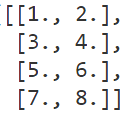 [[[1., 2.],
[3., 4.],
[5., 6.],
[7., 8.]]